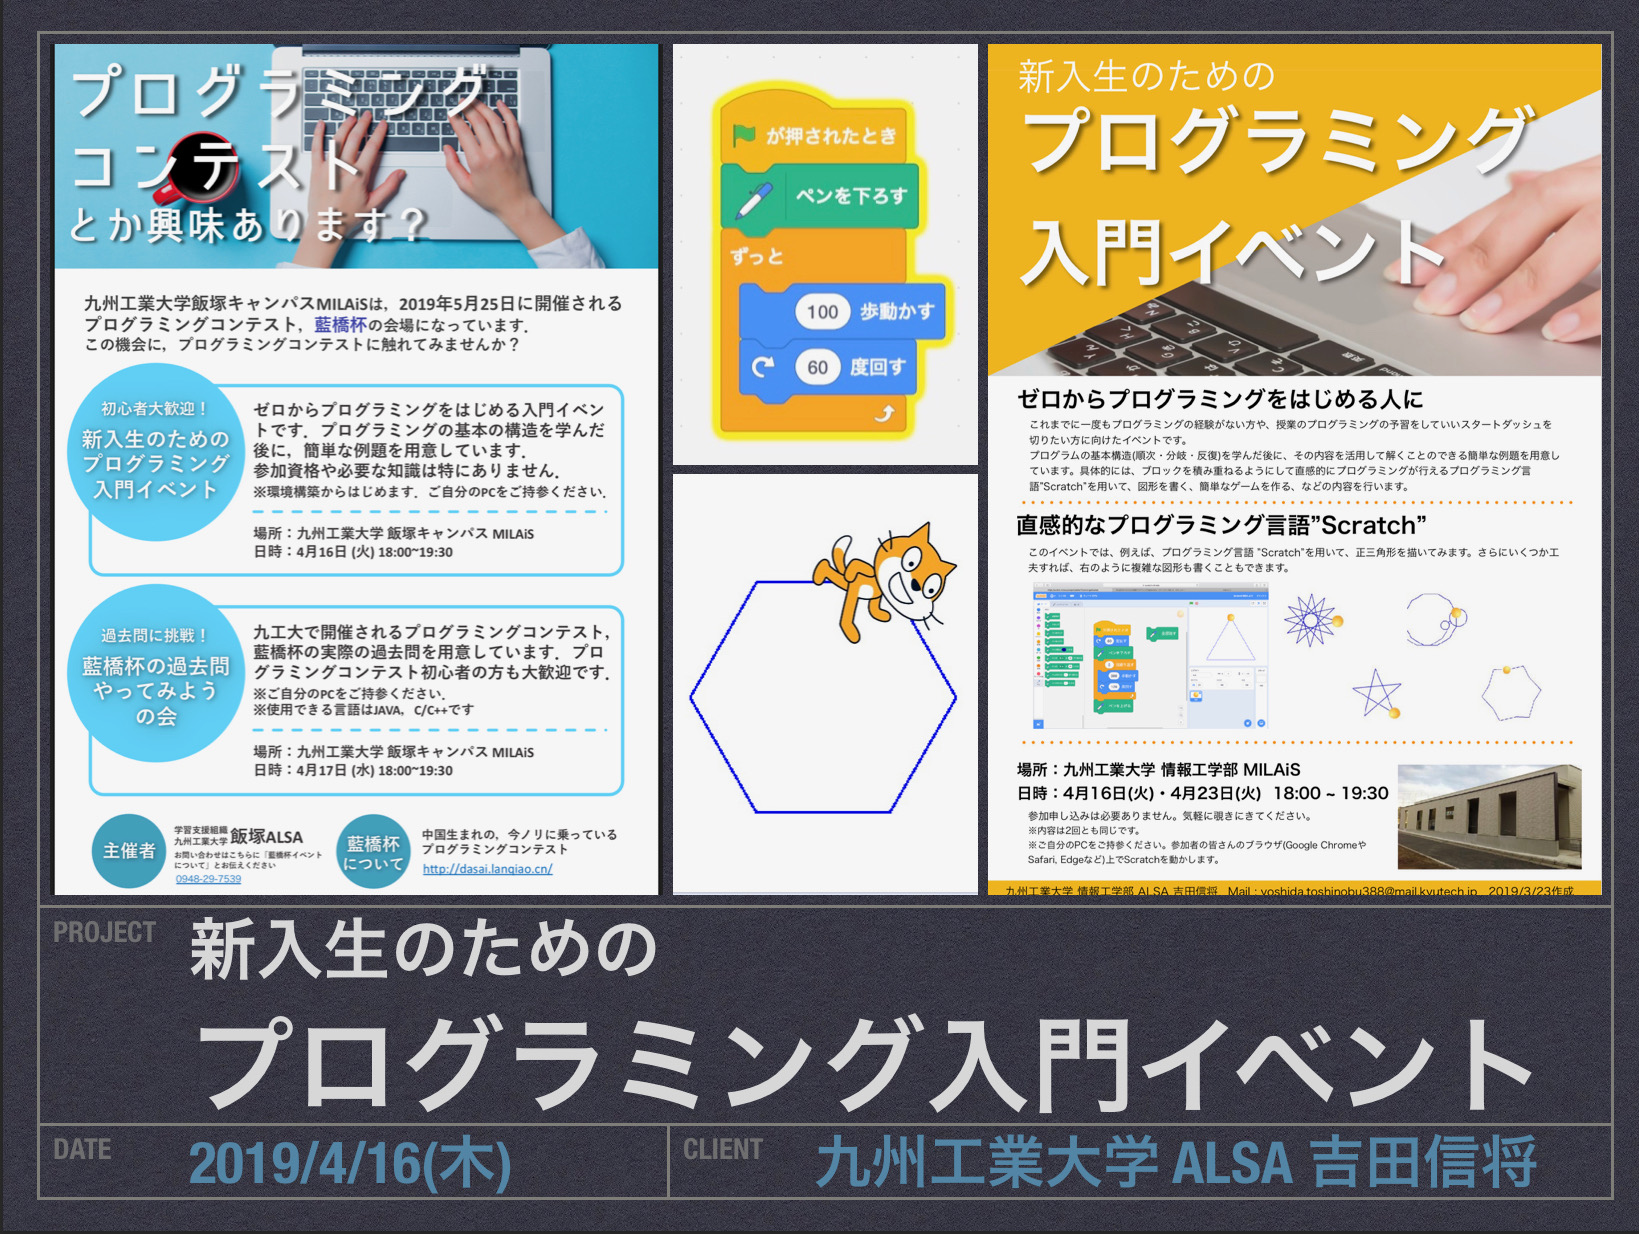 プログラミング
コンテスト
とか興味あります？
九州工業大学飯塚キャンパスMILAiSは，2019年5月25日に開催される
プログラミングコンテスト，藍橋杯の会場になっています．
この機会に，プログラミングコンテストに触れてみませんか？
初心者大歓迎！
新入生のための
プログラミング
入門イベント
ゼロからプログラミングをはじめる入門イベン
トです．プログラミングの基本の構造を学んだ
後に，簡単な例題を用意しています．
参加資格や必要な知識は特にありません．
※環境構築からはじめます．ご自分のPCをご持参ください．
場所：九州工業大学 飯塚キャンパス MILAiS
日時：4月16日 (火) 18:00~19:30
過去問に挑戦！
藍橋杯の過去問
やってみよう
の会
九工大で開催されるプログラミングコンテスト，
藍橋杯の実際の過去問を用意しています．プロ
グラミングコンテスト初心者の方も大歓迎です．
※ご自分のPCをご持参ください．
※使用できる言語はJAVA，C/C++です
場所：九州工業大学 飯塚キャンパス MILAiS
日時：4月17日 (水) 18:00~19:30
主催者
学習支援組織
九州工業大学 飯塚ALSA
お問い合わせはこちらに「藍橋杯イベント
について」とお伝えください
0948-29-7539
藍橋杯
について
中国生まれの，今ノリに乗っている
プログラミングコンテスト
http://dasai.lanqiao.cn/
が押されたとき
ペンを下ろす
ずっと
100 歩動かす
60 度回す
新入生のための
プログラミング
入門イベント
ゼロからプログラミングをはじめる人に
これまでに一度もプログラミングの経験がない方や、授業のプログラミングの予習をしていいスタートダッシュを
切りたい方に向けたイベントです。
プログラムの基本構造(順次・分岐・反復)を学んだ後に、その内容を活用して解くことのできる簡単な例題を用意し
ています。具体的には、ブロックを積み重ねるようにして直感的にプログラミングが行えるプログラミング言
語"Scratch"を用いて、図形を書く、簡単なゲームを作る、などの内容を行います。
直感的なプログラミング言語”Scratch”
このイベントでは、例えば、プログラミング言語 "Scratch"を用いて、正三角形を描いてみます。さらにいくつか工
夫すれば、右のように複雑な図形も書くこともできます。
場所：九州工業大学 情報工学部 MILAiS
日時：4月16日(火)・4月23日(火) 18:00 ~ 19:30
参加申し込みは必要ありません。気軽に覗きにきてください。
※内容は2回とも同じです。
※ご自分のPCをご持参ください。参加者の皆さんのブラウザ(Google Chromeや
Safari, Edgeなど)上でScratchを動かします。
九州工業大学 情報工学部 ALSA 吉田信将 Mail : yoshida.toshinobu388@mail.kyutech.jp 2019/3/23作成
PROJECT
新入生のための
プログラミング入門イベント
DATE
2019/4/16(木)
CLIENT
九州工業大学 ALSA 吉田信将